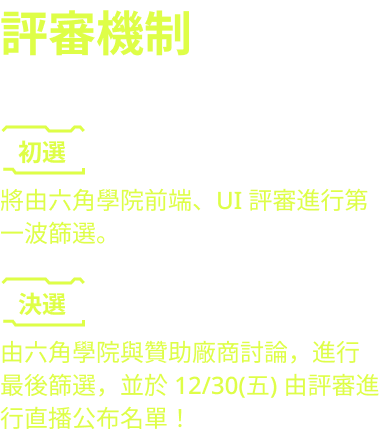 評審機制
初選
將由六角學院前端、UI 評審進行第
一波篩選。
決選
由六角學院與贊助廠商討論，進行
最後篩選，並於 12/30(五) 由評審進
行直播公布名單！